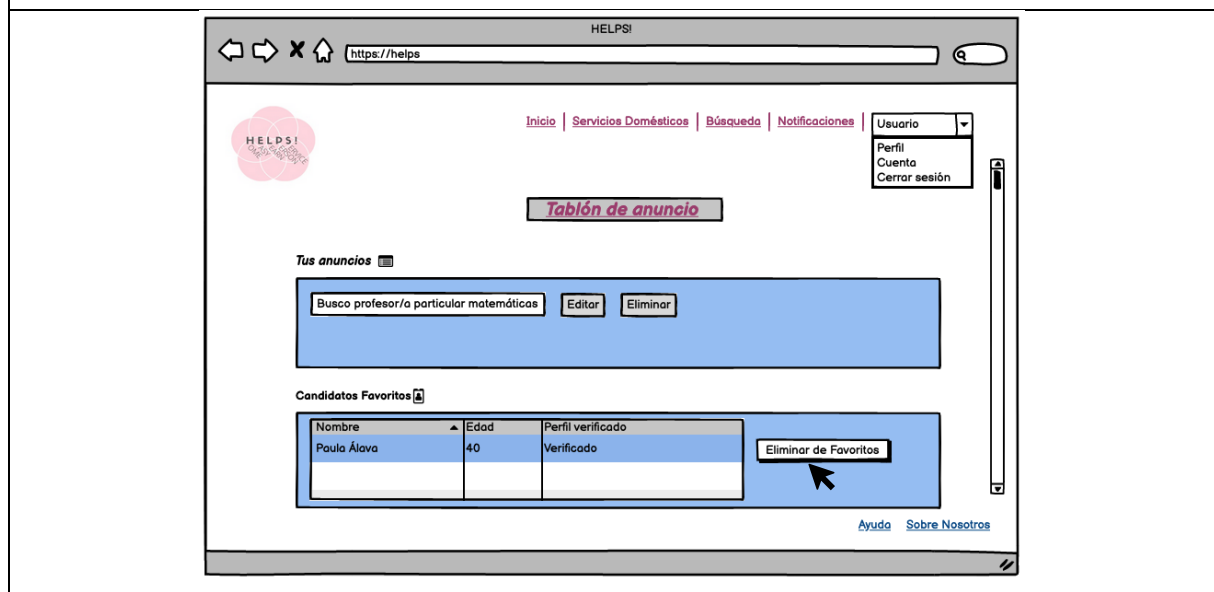 HELPS!
https://helps
HELPS!
Inicio | Servicios Domésticos | Búsqueda | Notificaciones | Usuario
Perfil
Cuenta
Cerrar sesión
Tablón de anuncio
Tus anuncios
Busco profesor/a particular matemáticas Editar Eliminar
Candidatos Favoritos
Nombre Edad Perfil verificado
Paula Álava 40 Verificado
Eliminar de Favoritos
Ayuda Sobre Nosotros